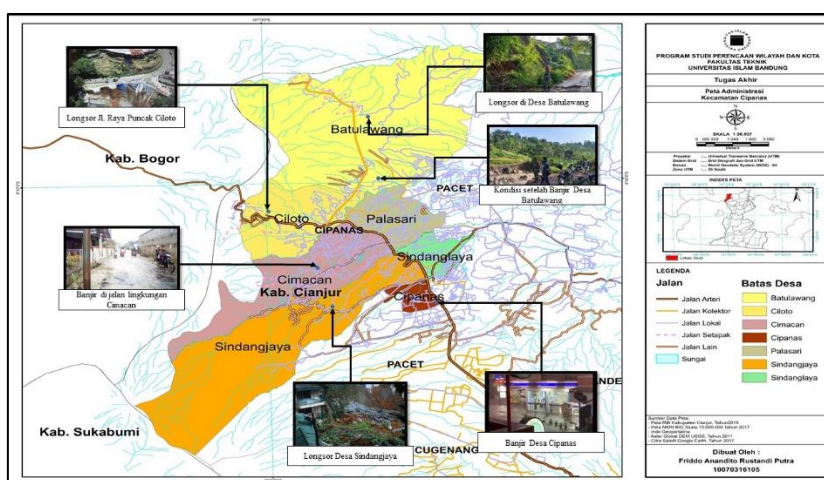 Longsor Jl. Raya Puncak Ciloto
Longsor di Desa Batulawang
Batulawang
Kab. Bogor
PACET
Kondisi setelah Banjir Desa
Batulawang
Ciloto
Palasari
CIPANAS
Sindanglaya
Cimacan
Kab. Cianjur
Banjir di jalan lingkungan
Cimacan
Cipanas
Sindangjaya
PACET
Kab. Sukabumi
Longsor Desa Sindangjaya
Banjir Desa Cipanas
CUGENANG
PROGRAM STUDI PERENCAAN WILAYAH DAN KOTA
FAKULTAS TEKNIK
UNIVERSITAS ISLAM BANDUNG
Tugas Akhir
Peta Administrasi
Kecamatan Cipanas
INDEKS PETA
LEGENDA
Jalan
Jalan Arteri
Jalan Kolektor
Jalan Lokal
Jalan Setapak
Jalan Lain
Sungai
Batas Desa
Batulawang
Ciloto
Cimacan
Cipanas
Palasari
Sindangjaya
Sindanglaya
Sumber Data Peta:
Dibuat Oleh :
Friddo Anandito Rustandi Putra
10070316105